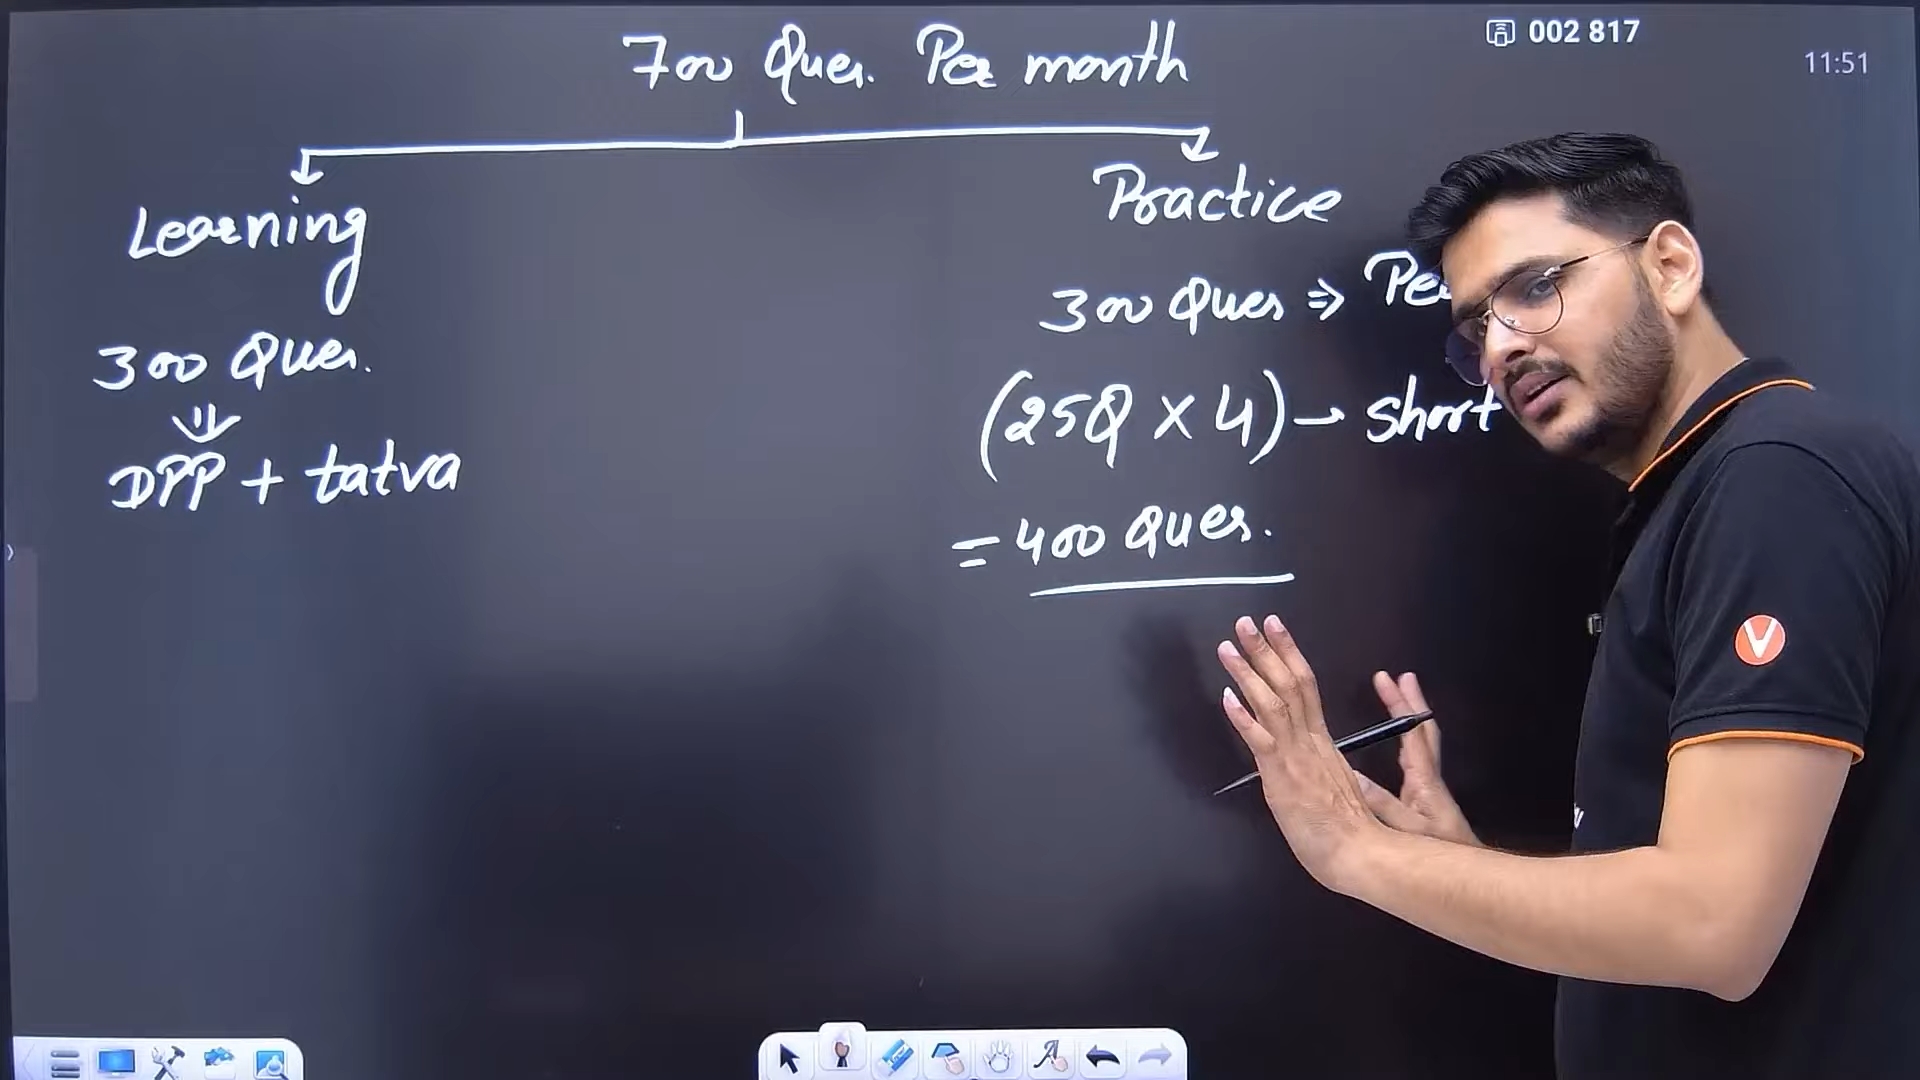 002 817
11:51
700 Ques. Per month
Learning
Practice
300 Ques.
300 Ques ⇒
DPP + tatva
(25Q × 4) → short
= 400 Ques.
V